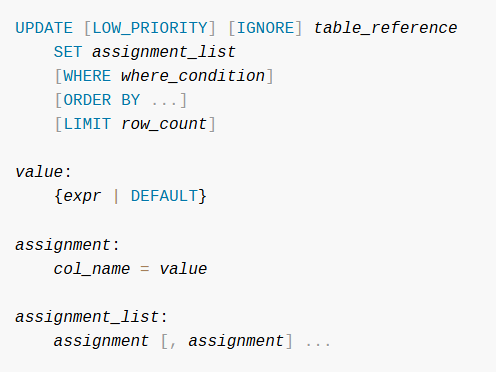 UPDATE [LOW_PRIORITY] [IGNORE] table_reference
    SET assignment_list
    [WHERE where_condition]
    [ORDER BY ...]
    [LIMIT row_count]

value:
    {expr | DEFAULT}

assignment:
    col_name = value

assignment_list:
    assignment [, assignment] ...